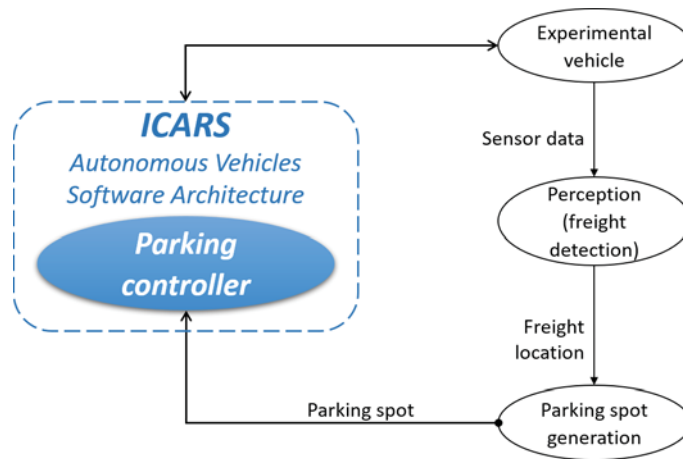 Experimental
vehicle
ICARS
Autonomous Vehicles
Software Architecture
Parking
controller
Sensor data
Perception
(freight
detection)
Freight
location
Parking spot
Parking spot
generation